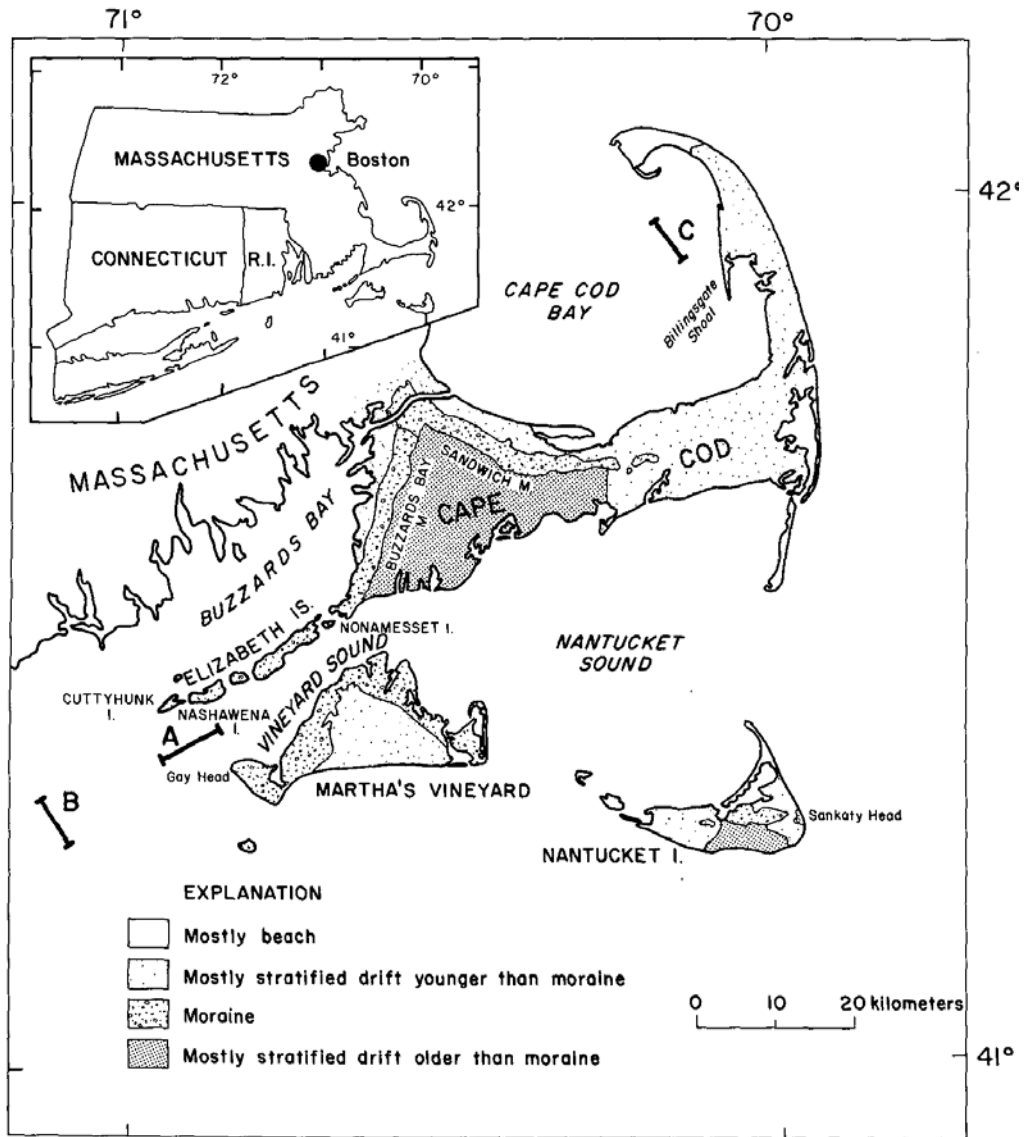 71°
70°
72°
70°
MASSACHUSETTS
Boston
42°
CONNECTICUT
R.I.
41°
42°
C
CAPE COD
BAY
Billingsgate
Shoal
MASSACHUSETTS
SANDWICH M.
COD
BUZZARDS BAY
M
CAPE
BUZZARDS BAY
ELIZABETH IS.
NONAMESSET I.
NANTUCKET
SOUND
VINEYARD SOUND
CUTTYHUNK
I.
NASHAWENA
I.
A
Gay Head
MARTHA'S VINEYARD
B
Sankaty Head
NANTUCKET I.
EXPLANATION
Mostly beach
Mostly stratified drift younger than moraine
Moraine
Mostly stratified drift older than moraine
0 10 20 kilometers
41°